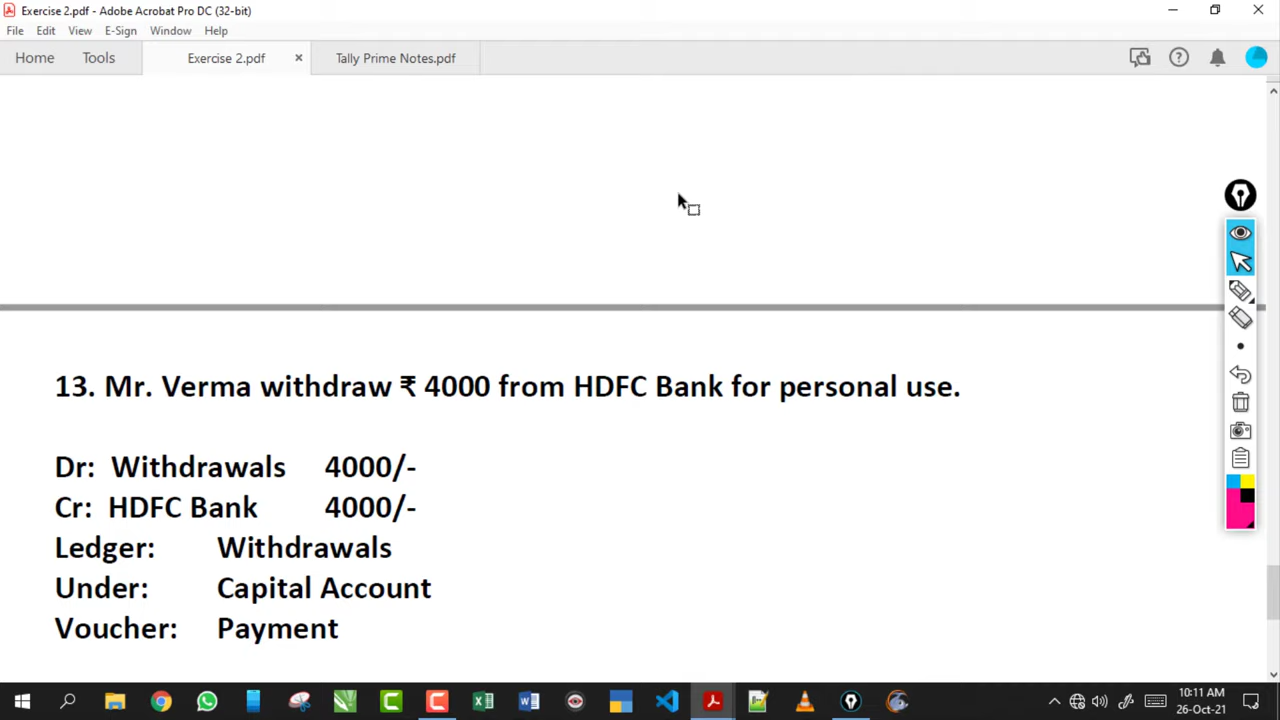 Exercise 2.pdf - Adobe Acrobat Pro DC (32-bit)
File Edit View E-Sign Window Help
Home Tools Exercise 2.pdf × Tally Prime Notes.pdf
13. Mr. Verma withdraw ₹ 4000 from HDFC Bank for personal use.
Dr: Withdrawals 4000/-
Cr: HDFC Bank 4000/-
Ledger: Withdrawals
Under: Capital Account
Voucher: Payment
10:11 AM
26-Oct-21